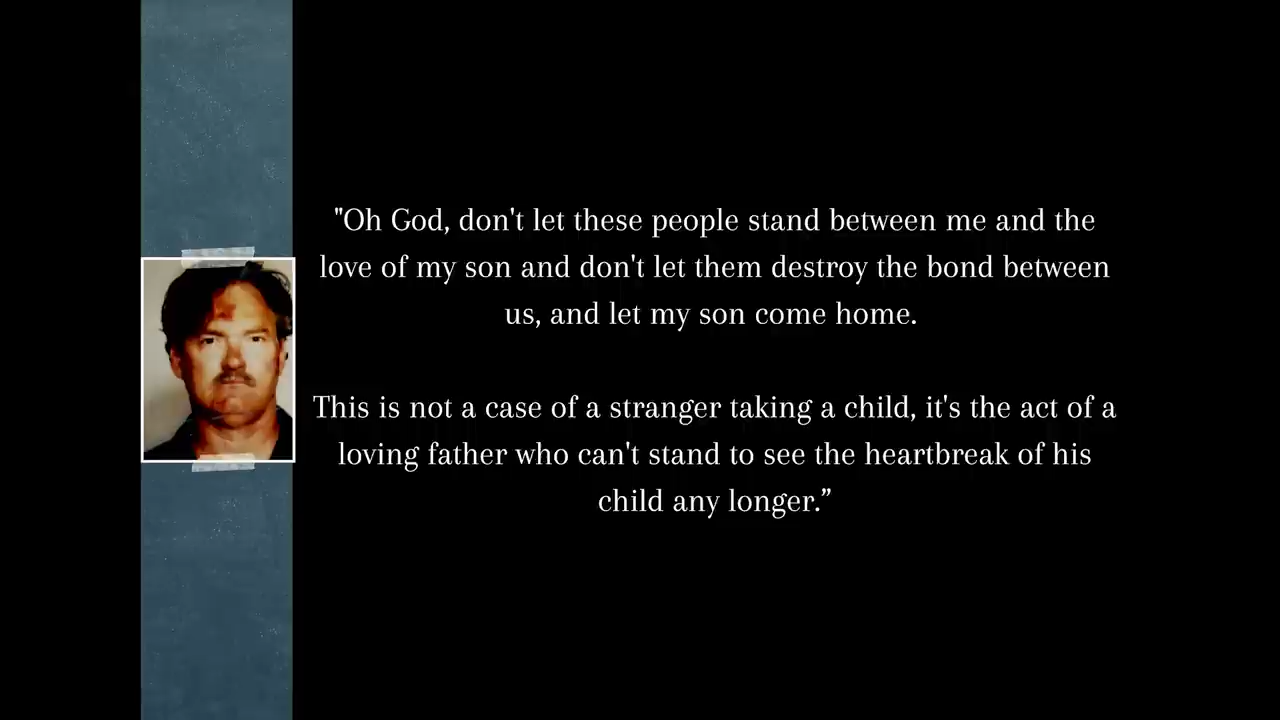 "Oh God, don't let these people stand between me and the
love of my son and don't let them destroy the bond between
us, and let my son come home.
This is not a case of a stranger taking a child, it's the act of a
loving father who can't stand to see the heartbreak of his
child any longer.”